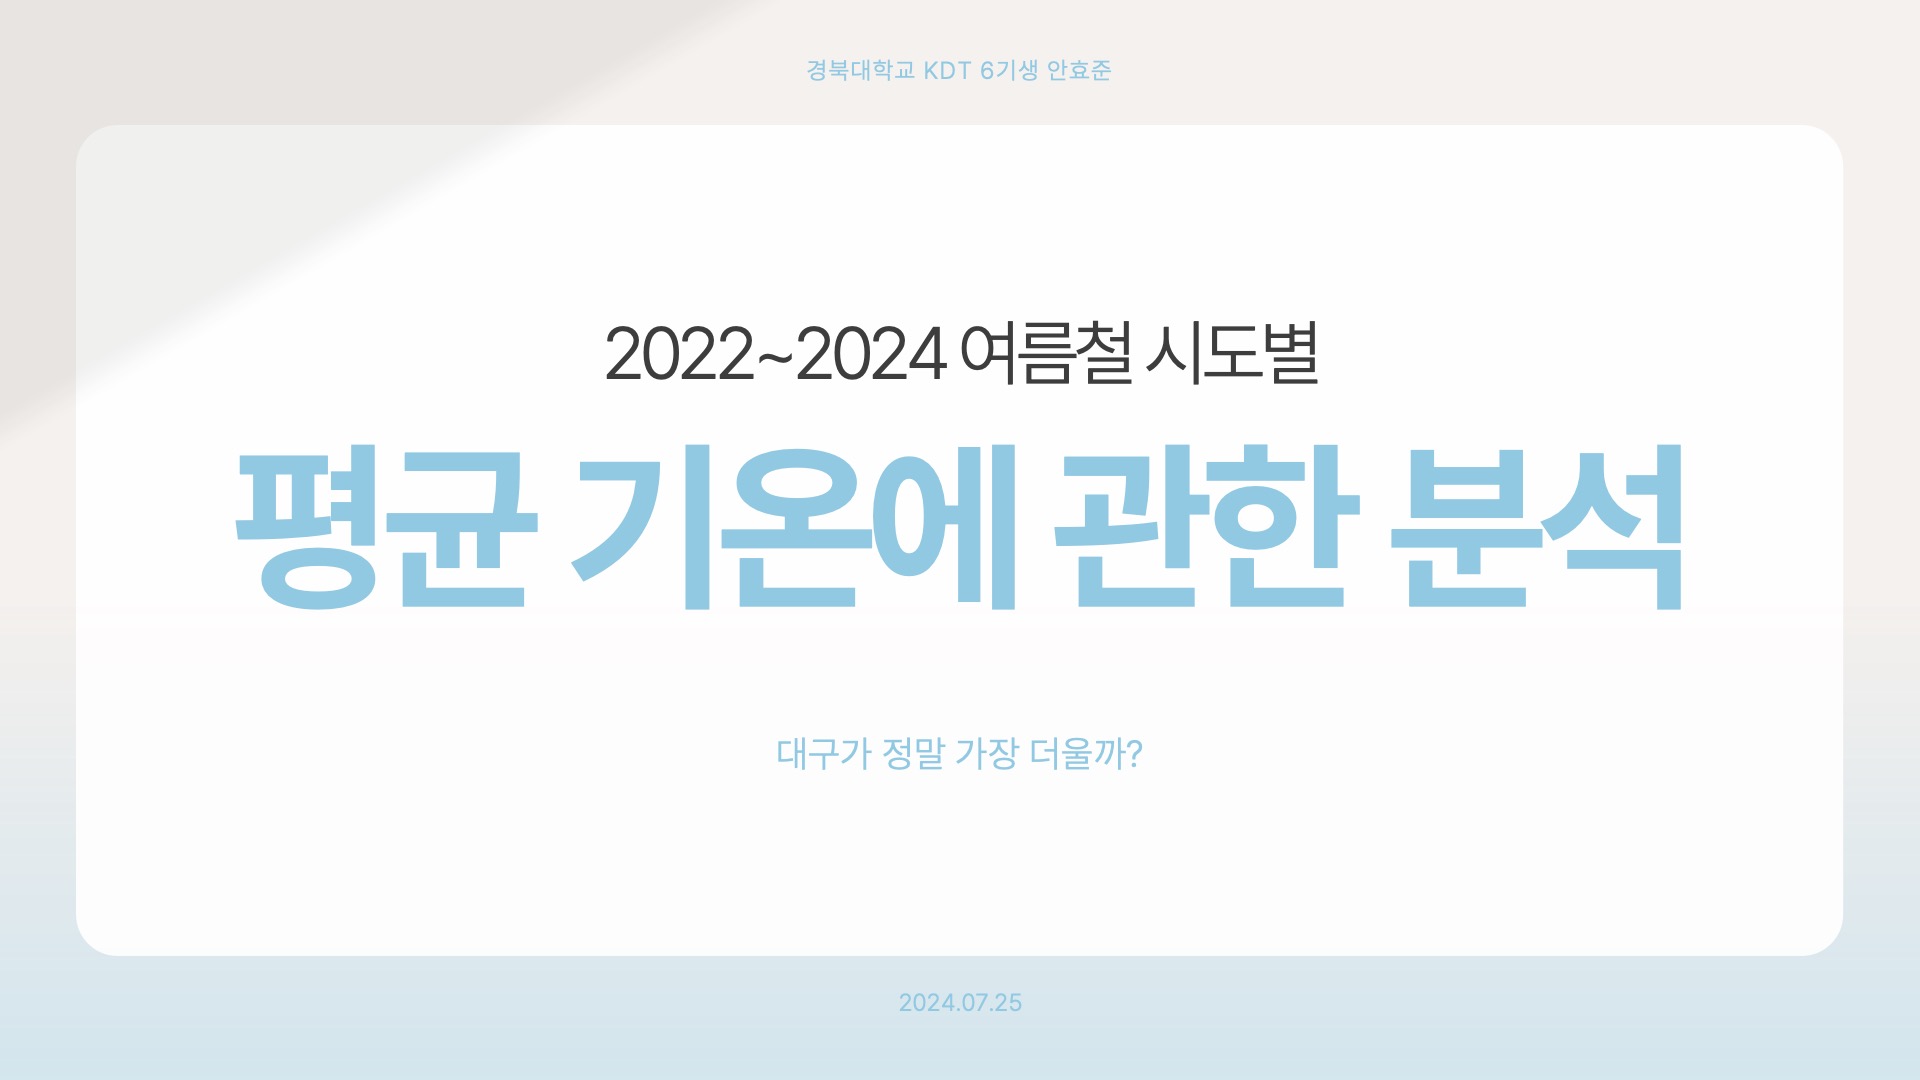 경북대학교 KDT 6기생 안효준
2022~2024 여름철 시도별
평균 기온에 관한 분석
대구가 정말 가장 더울까?
2024.07.25